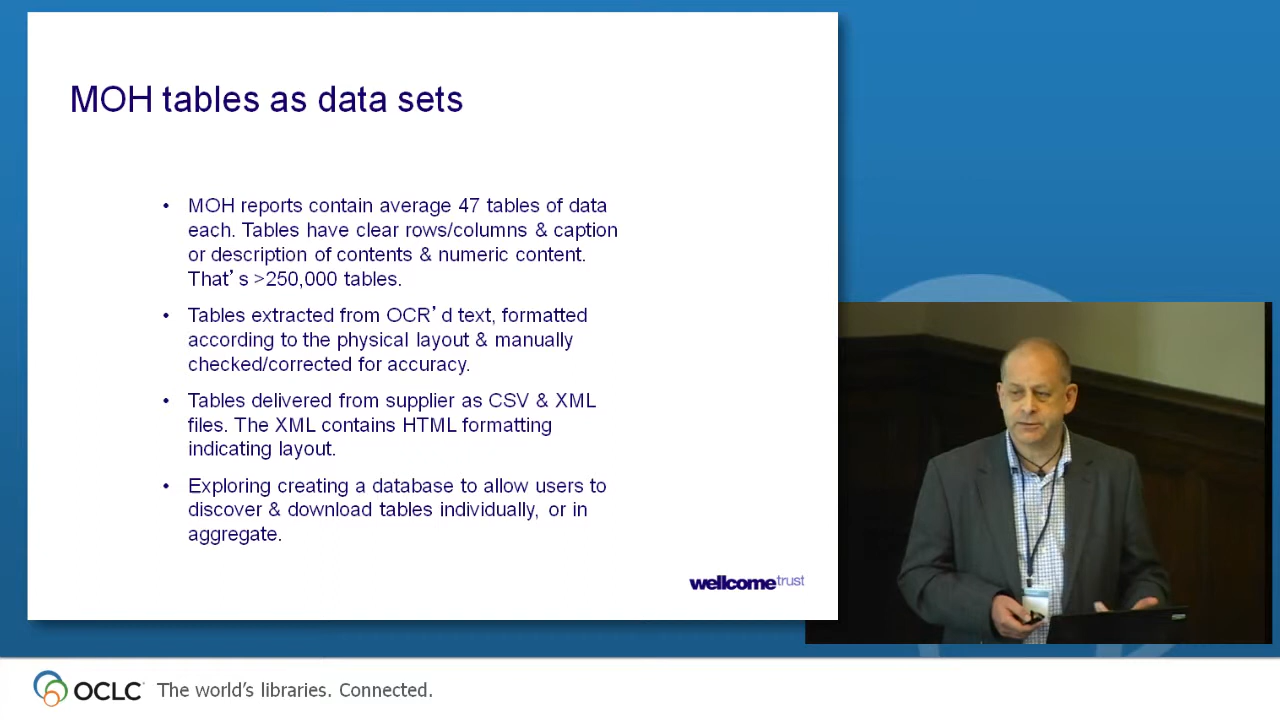 MOH tables as data sets
• MOH reports contain average 47 tables of data
each. Tables have clear rows/columns & caption
or description of contents & numeric content.
That’s >250,000 tables.
• Tables extracted from OCR’d text, formatted
according to the physical layout & manually
checked/corrected for accuracy.
• Tables delivered from supplier as CSV & XML
files. The XML contains HTML formatting
indicating layout.
• Exploring creating a database to allow users to
discover & download tables individually, or in
aggregate.
wellcometrust
OCLC The world’s libraries. Connected.